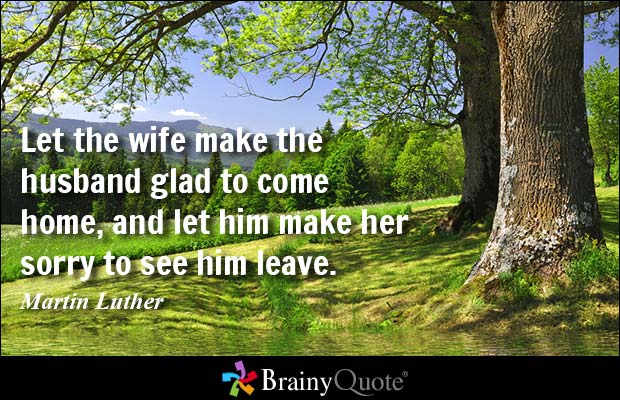 Let the wife make the
husband glad to come
home, and let him make her
sorry to see him leave.
Martin Luther
BrainyQuote®